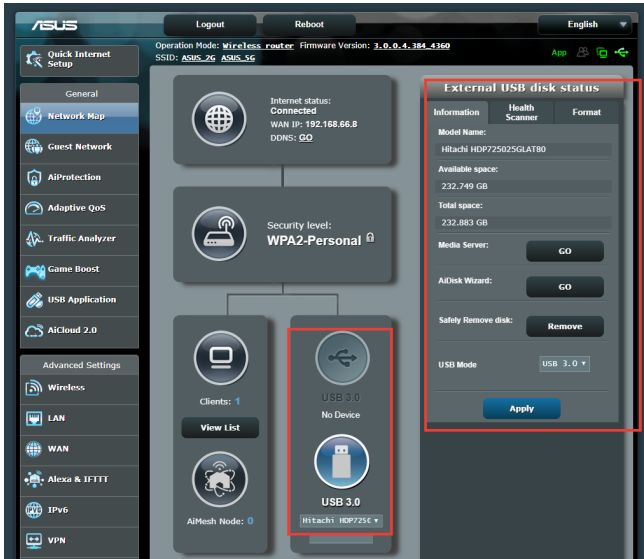 ASUS
Logout
Reboot
English
Operation Mode: Wireless router Firmware Version: 3.0.0.4.384_4360
SSID: ASUS_2G ASUS_5G
App
Quick Internet
Setup
General
Network Map
Guest Network
AiProtection
Adaptive QoS
Traffic Analyzer
Game Boost
USB Application
AiCloud 2.0
Advanced Settings
Wireless
LAN
WAN
Alexa & IFTTT
IPv6
VPN
Internet status:
Connected
WAN IP: 192.168.66.8
DDNS: GO
Security level:
WPA2-Personal
Clients: 1
View List
AiMesh Node: 0
USB 3.0
No Device
USB 3.0
Hitachi HDP725C
External USB disk status
Information
Health
Scanner
Format
Model Name:
Hitachi HDP725025GLAT80
Available space:
232.749 GB
Total space:
232.883 GB
Media Server:
GO
AiDisk Wizard:
GO
Safely Remove disk:
Remove
USB Mode
USB 3.0
Apply